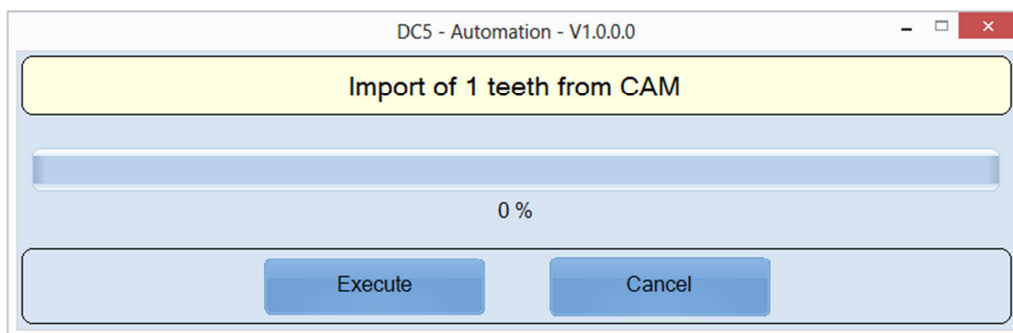 DC5 - Automation - V1.0.0.0
Import of 1 teeth from CAM
0 %
Execute
Cancel